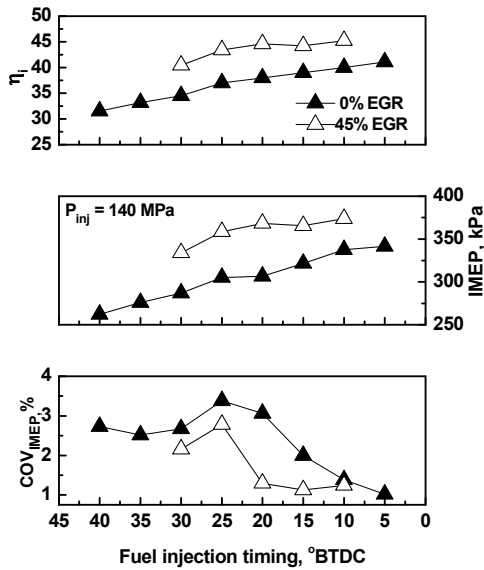 50
45
40
35
30
25
η_i
0% EGR
45% EGR
P_inj = 140 MPa
400
350
300
250
IMEP, kPa
4
3
2
1
COV_IMEP,%
45 40 35 30 25 20 15 10 5 0
Fuel injection timing, °BTDC